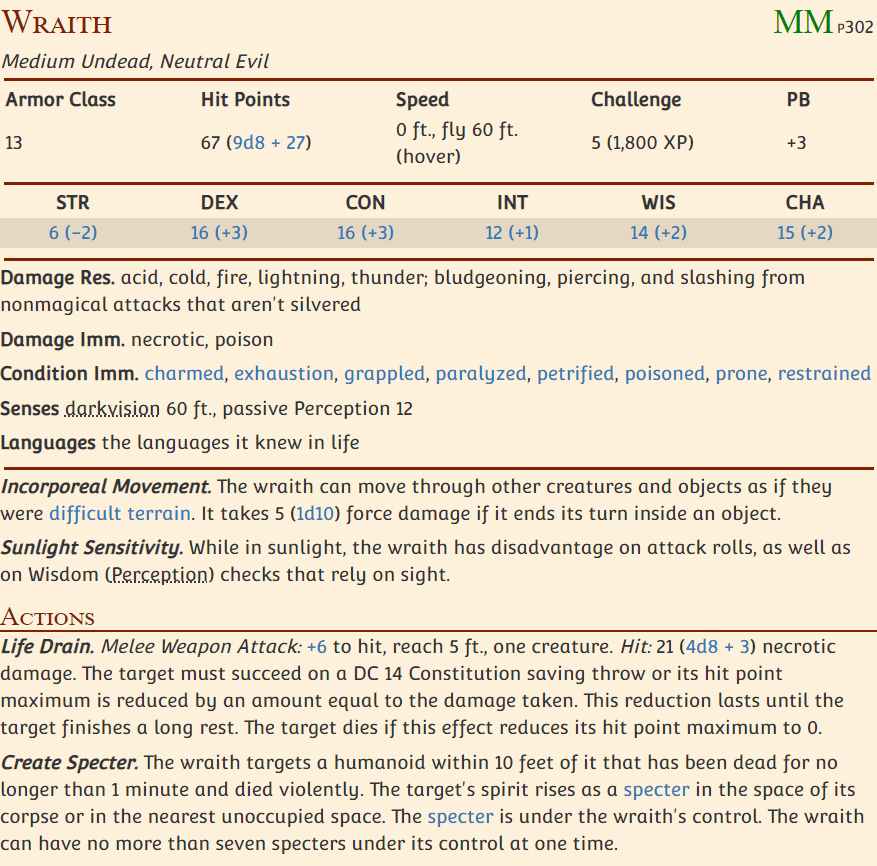 WRAITH MM P302
Medium Undead, Neutral Evil
Armor Class Hit Points Speed Challenge PB
13 67 (9d8 + 27) 0 ft., fly 60 ft. (hover) 5 (1,800 XP) +3
STR DEX CON INT WIS CHA
6 (−2) 16 (+3) 16 (+3) 12 (+1) 14 (+2) 15 (+2)
Damage Res. acid, cold, fire, lightning, thunder; bludgeoning, piercing, and slashing from
nonmagical attacks that aren't silvered
Damage Imm. necrotic, poison
Condition Imm. charmed, exhaustion, grappled, paralyzed, petrified, poisoned, prone, restrained
Senses darkvision 60 ft., passive Perception 12
Languages the languages it knew in life
Incorporeal Movement. The wraith can move through other creatures and objects as if they
were difficult terrain. It takes 5 (1d10) force damage if it ends its turn inside an object.
Sunlight Sensitivity. While in sunlight, the wraith has disadvantage on attack rolls, as well as
on Wisdom (Perception) checks that rely on sight.
ACTIONS
Life Drain. Melee Weapon Attack: +6 to hit, reach 5 ft., one creature. Hit: 21 (4d8 + 3) necrotic
damage. The target must succeed on a DC 14 Constitution saving throw or its hit point
maximum is reduced by an amount equal to the damage taken. This reduction lasts until the
target finishes a long rest. The target dies if this effect reduces its hit point maximum to 0.
Create Specter. The wraith targets a humanoid within 10 feet of it that has been dead for no
longer than 1 minute and died violently. The target's spirit rises as a specter in the space of its
corpse or in the nearest unoccupied space. The specter is under the wraith's control. The wraith
can have no more than seven specters under its control at one time.